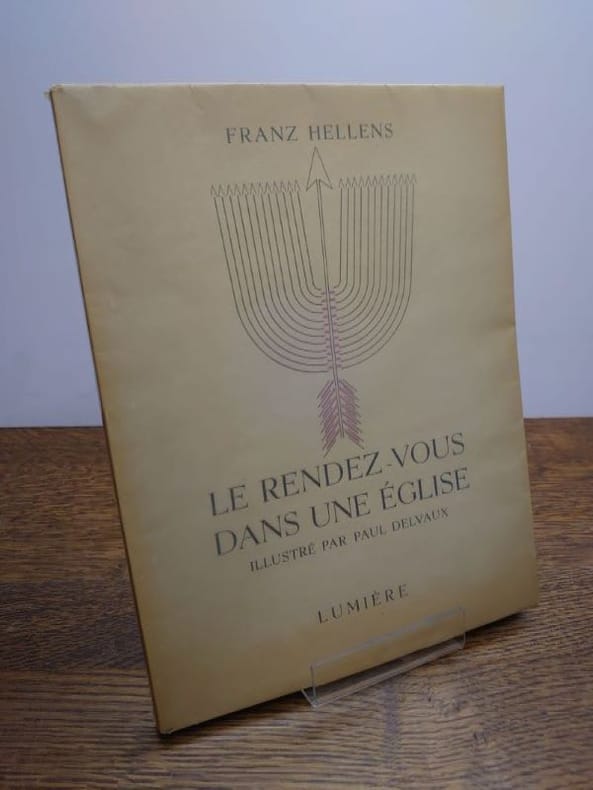 FRANZ HELLENS
LE RENDEZ-VOUS
DANS UNE ÉGLISE
ILLUSTRÉ PAR PAUL DELVAUX
LUMIÈRE